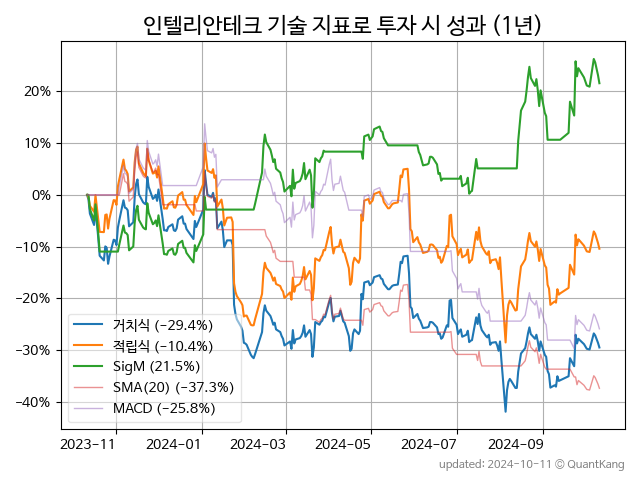 인텔리안테크 기술 지표로 투자 시 성과 (1년)
20%
10%
0%
−10%
−20%
−30%
−40%
거치식 (−29.4%)
적립식 (−10.4%)
SigM (21.5%)
SMA(20) (−37.3%)
MACD (−25.8%)
2023−11 2024−01 2024−03 2024−05 2024−07 2024−09
updated: 2024-10-11 © QuantKang